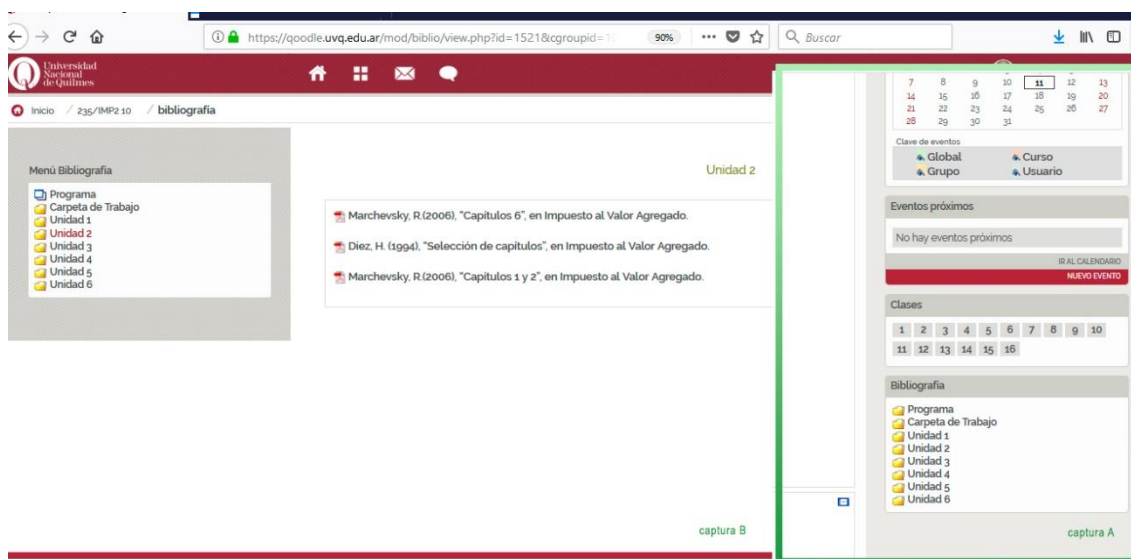 https://qoodle.uvq.edu.ar/mod/biblio/view.php?id=1521&cgroupid=1
90%
Buscar
Universidad
Nacional
de Quilmes
Inicio / 235/IMP2 10 / bibliografía
Menú Bibliografía
Programa
Carpeta de Trabajo
Unidad 1
Unidad 2
Unidad 3
Unidad 4
Unidad 5
Unidad 6
Unidad 2
Marchevsky, R.(2006), "Capítulos 6", en Impuesto al Valor Agregado.
Diez, H. (1994), "Selección de capítulos", en Impuesto al Valor Agregado.
Marchevsky, R.(2006), "Capítulos 1 y 2", en Impuesto al Valor Agregado.
captura B
7 8 9 10 11 12 13
14 15 16 17 18 19 20
21 22 23 24 25 26 27
28 29 30 31
Clave de eventos
Global Curso
Grupo Usuario
Eventos próximos
No hay eventos próximos
IR AL CALENDARIO
NUEVO EVENTO
Clases
1 2 3 4 5 6 7 8 9 10
11 12 13 14 15 16
Bibliografía
Programa
Carpeta de Trabajo
Unidad 1
Unidad 2
Unidad 3
Unidad 4
Unidad 5
Unidad 6
captura A